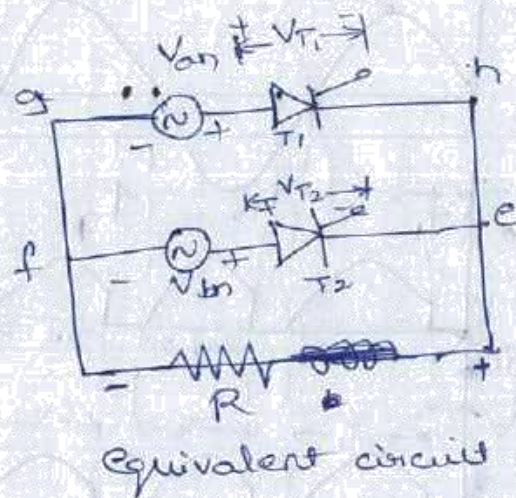 Van + VT1 -
g h
- + T1
+ VT2 -
f e
- Vbn + T2
- R +
equivalent circuit